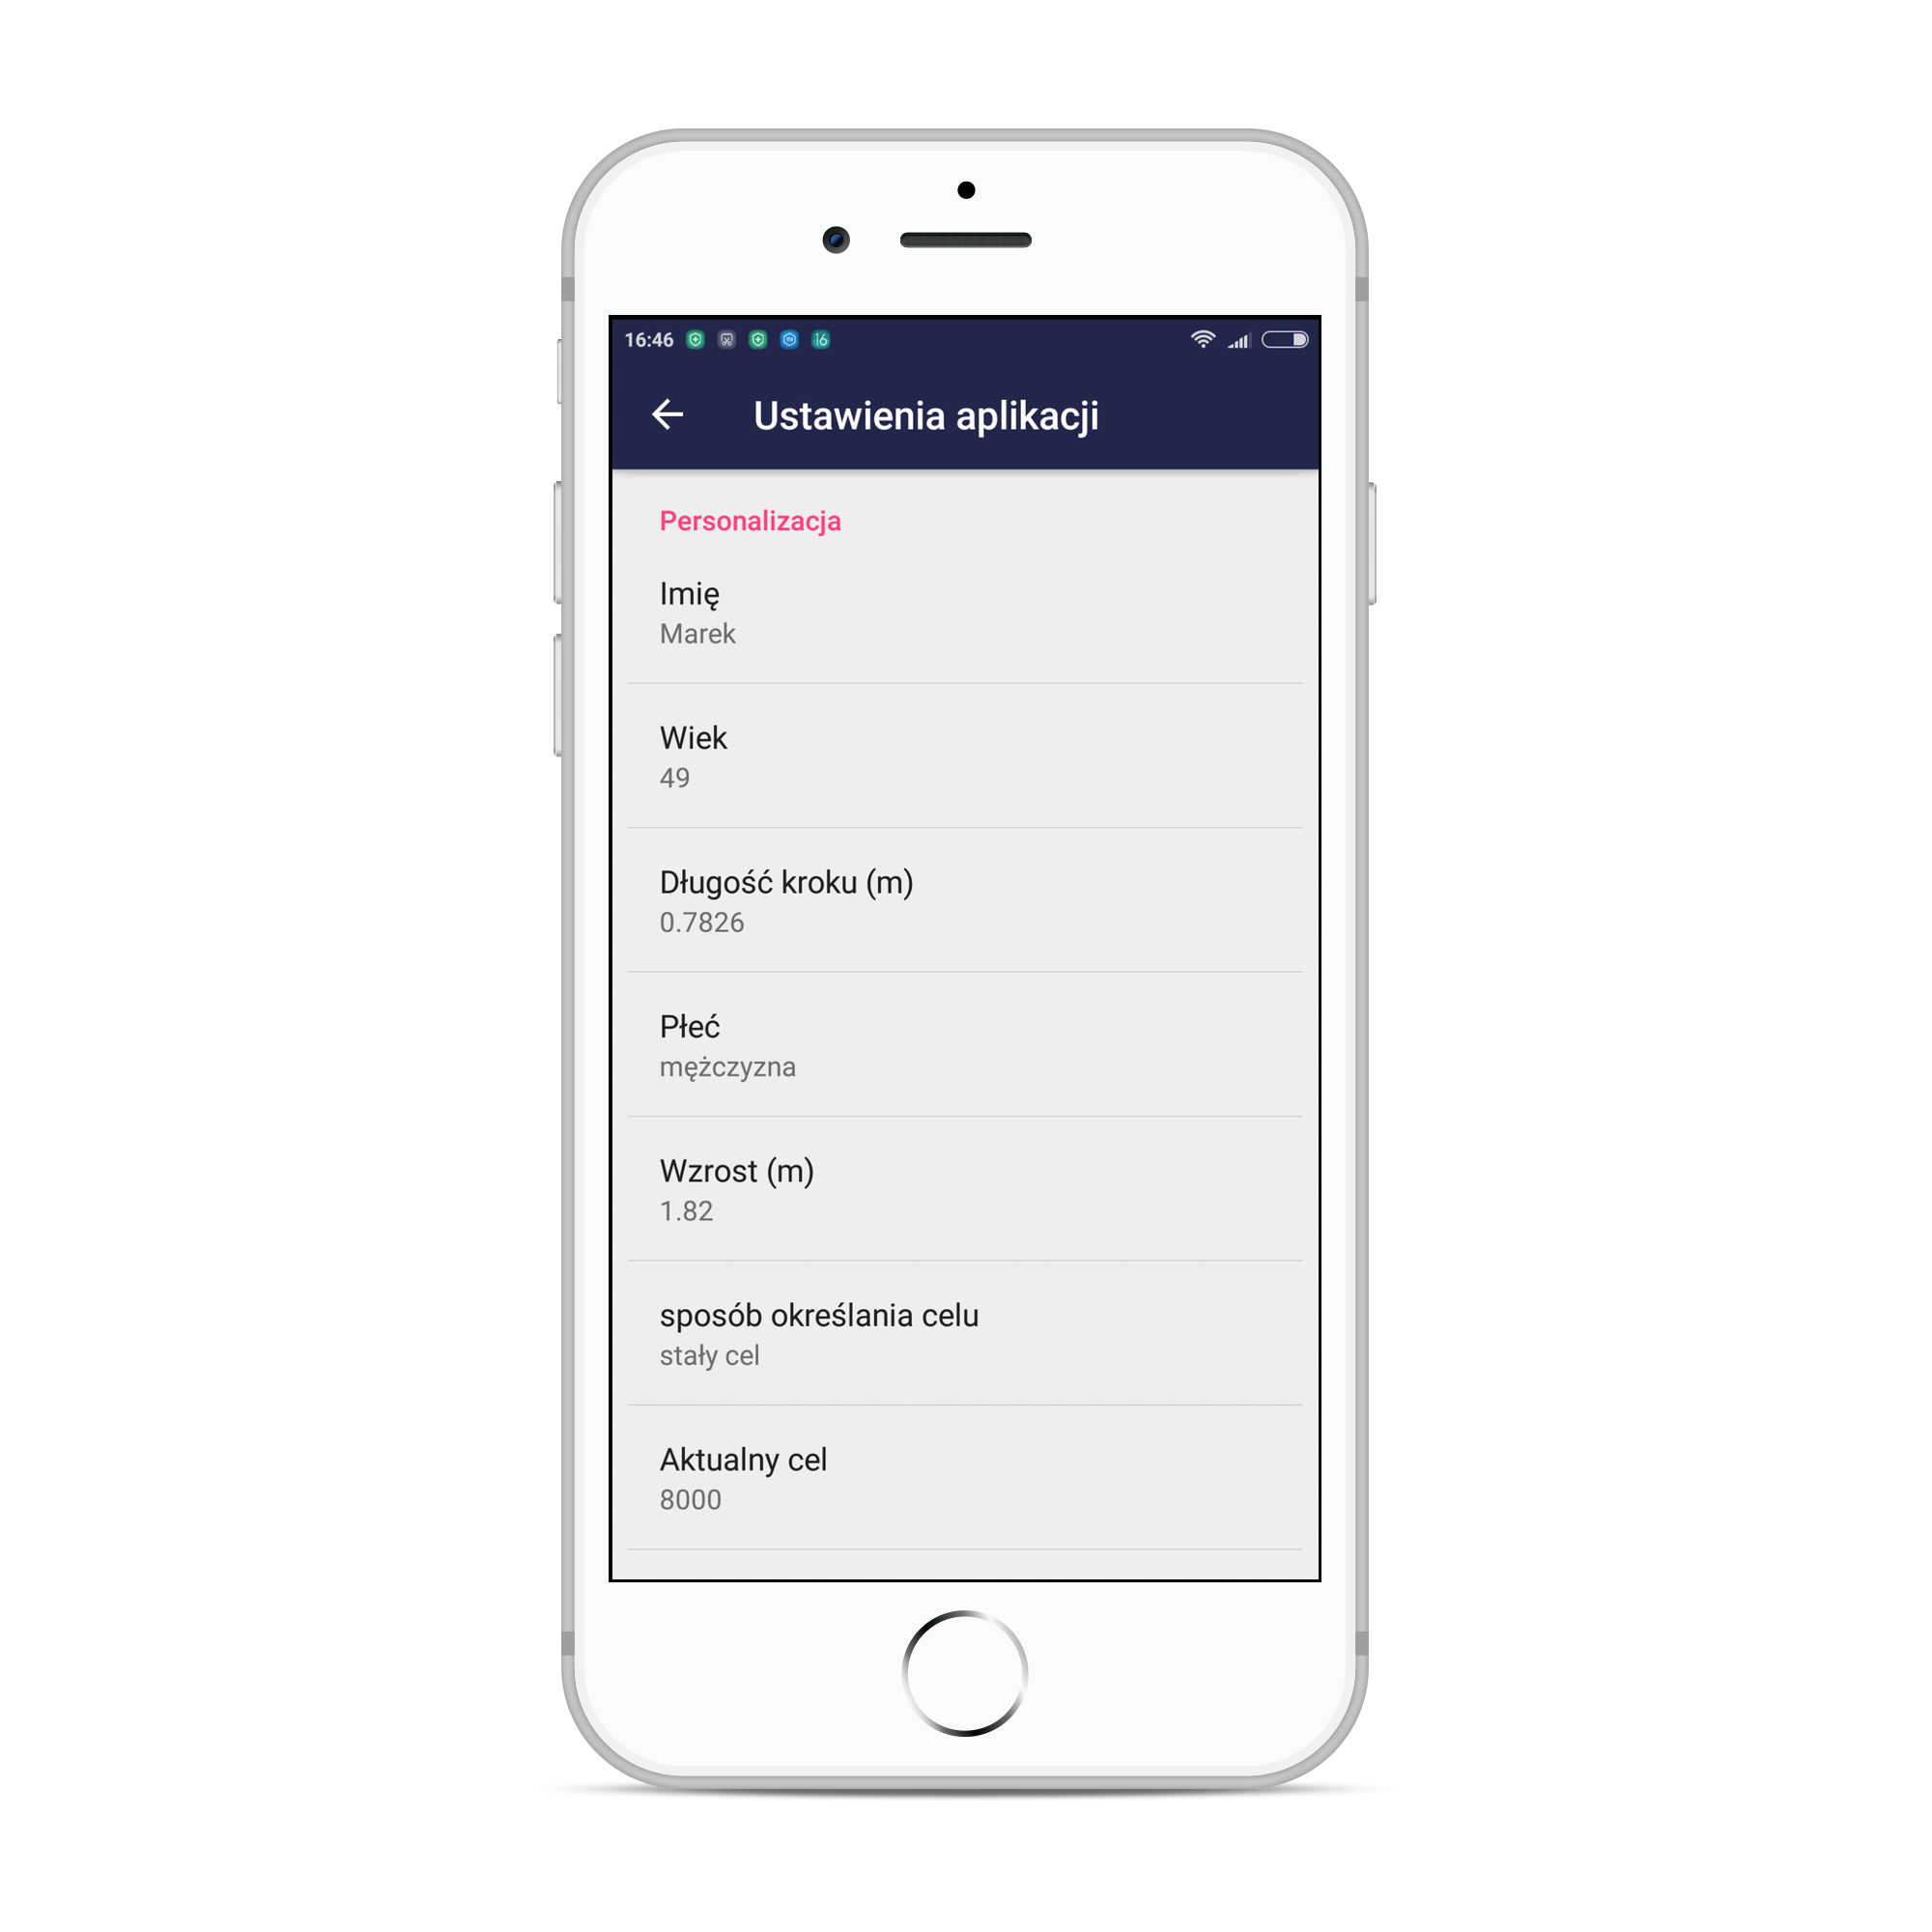 16:46
Ustawienia aplikacji
Personalizacja
Imię
Marek
Wiek
49
Długość kroku (m)
0.7826
Płeć
mężczyzna
Wzrost (m)
1.82
sposób określania celu
stały cel
Aktualny cel
8000